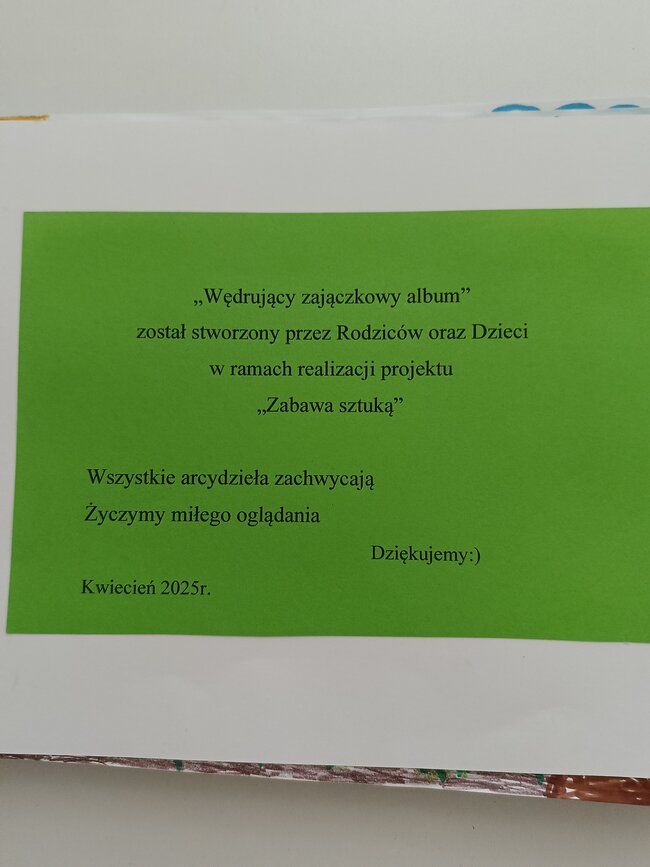 „Wędrujący zajączkowy album”
został stworzony przez Rodziców oraz Dzieci
w ramach realizacji projektu
„Zabawa sztuką”
Wszystkie arcydzieła zachwycają
Życzymy miłego oglądania
Dziękujemy:)
Kwiecień 2025r.